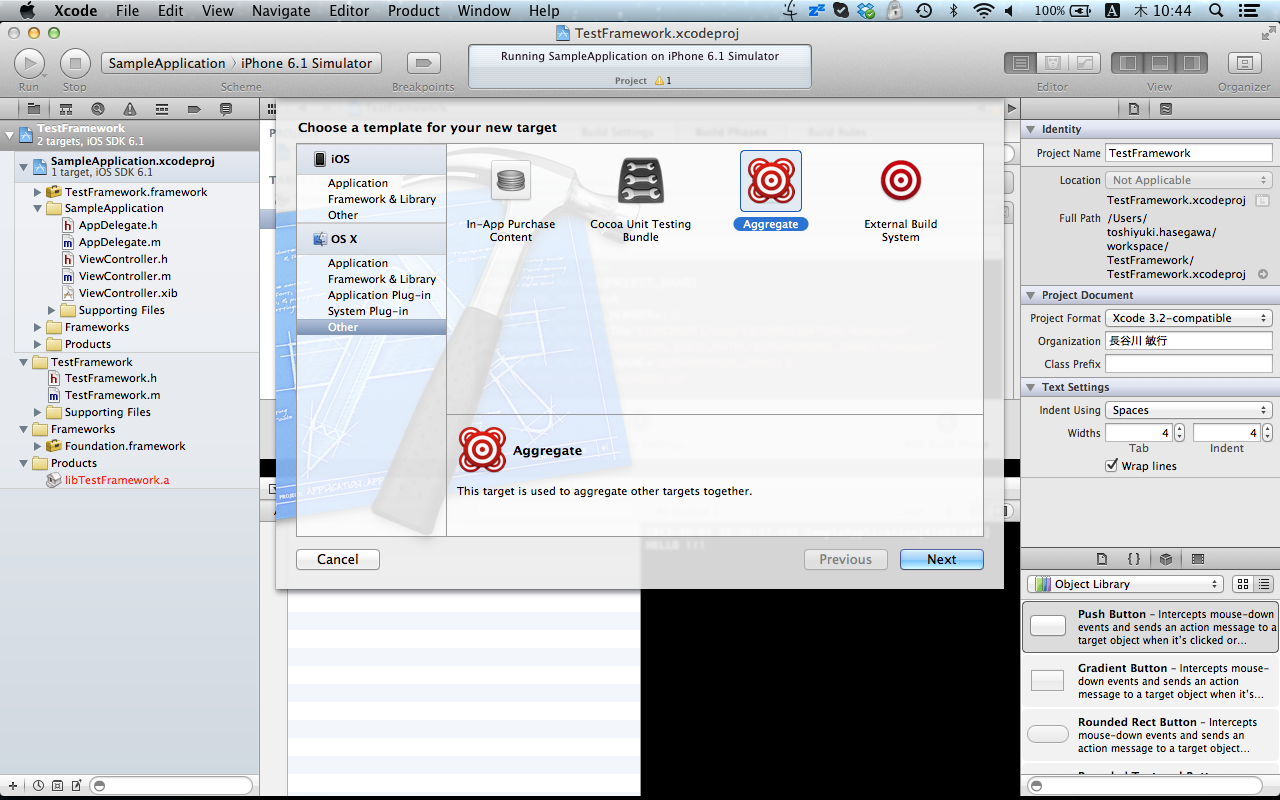 Xcode File Edit View Navigate Editor Product Window Help
100% A 木 10:44
TestFramework.xcodeproj
SampleApplication 〉 iPhone 6.1 Simulator
Running SampleApplication on iPhone 6.1 Simulator
Project 1
Run Stop Scheme Breakpoints Editor View Organizer
TestFramework
2 targets, iOS SDK 6.1
SampleApplication.xcodeproj
1 target, iOS SDK 6.1
TestFramework.framework
SampleApplication
h AppDelegate.h
m AppDelegate.m
h ViewController.h
m ViewController.m
ViewController.xib
Supporting Files
Frameworks
Products
TestFramework
h TestFramework.h
m TestFramework.m
Supporting Files
Frameworks
Foundation.framework
Products
libTestFramework.a
Build Settings Build Phases Build Rules
Choose a template for your new target
iOS
Application
Framework & Library
Other
OS X
Application
Framework & Library
Application Plug-in
System Plug-in
Other
In-App Purchase
Content
Cocoa Unit Testing
Bundle
Aggregate
External Build
System
Aggregate
This target is used to aggregate other targets together.
HELLO !!!
Cancel
Previous
Next
Identity
Project Name TestFramework
Location Not Applicable
TestFramework.xcodeproj
Full Path /Users/
toshiyuki.hasegawa/
workspace/
TestFramework/
TestFramework.xcodeproj
Project Document
Project Format Xcode 3.2-compatible
Organization 長谷川 敏行
Class Prefix
Text Settings
Indent Using Spaces
Widths 4 4
Tab Indent
Wrap lines
{ }
Object Library
Push Button – Intercepts mouse-down
events and sends an action message to a
target object when it's clicked or...
Gradient Button – Intercepts mouse-
down events and sends an action
message to a target object when it's...
Rounded Rect Button – Intercepts
mouse-down events and sends an
action message to a target object...